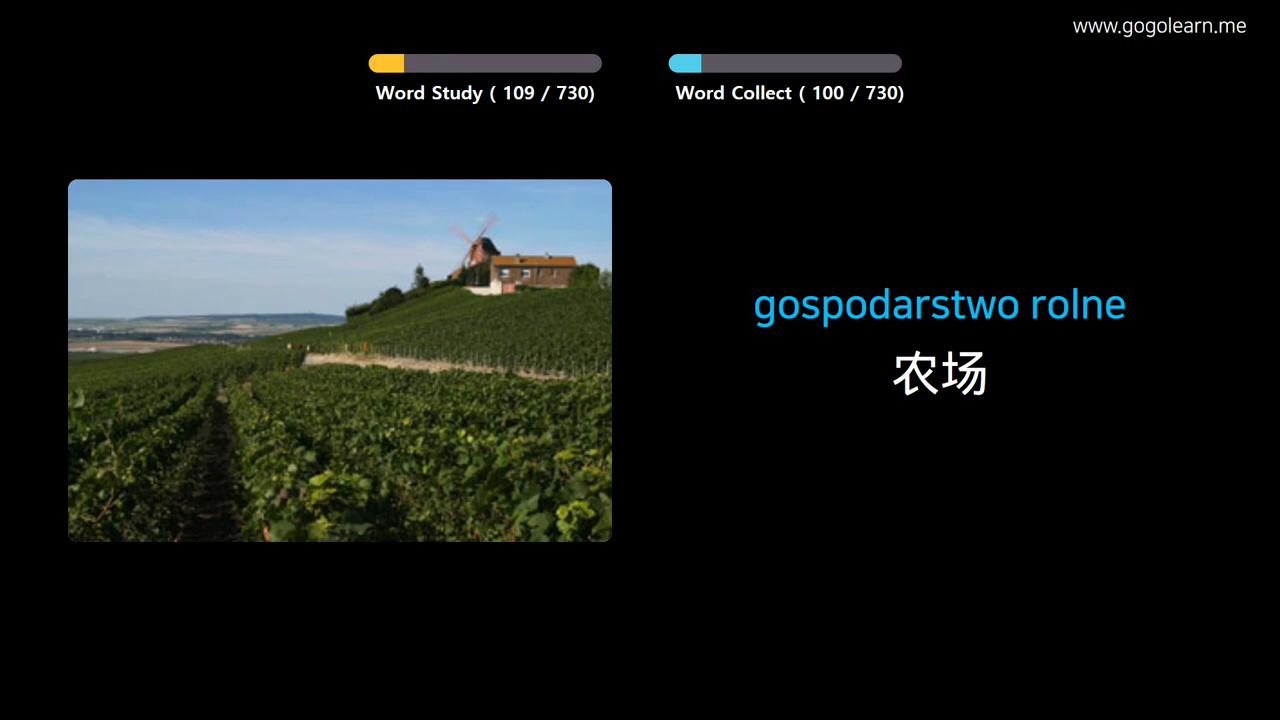 www.gogolearn.me
Word Study ( 109 / 730)
Word Collect ( 100 / 730)
gospodarstwo rolne
农场